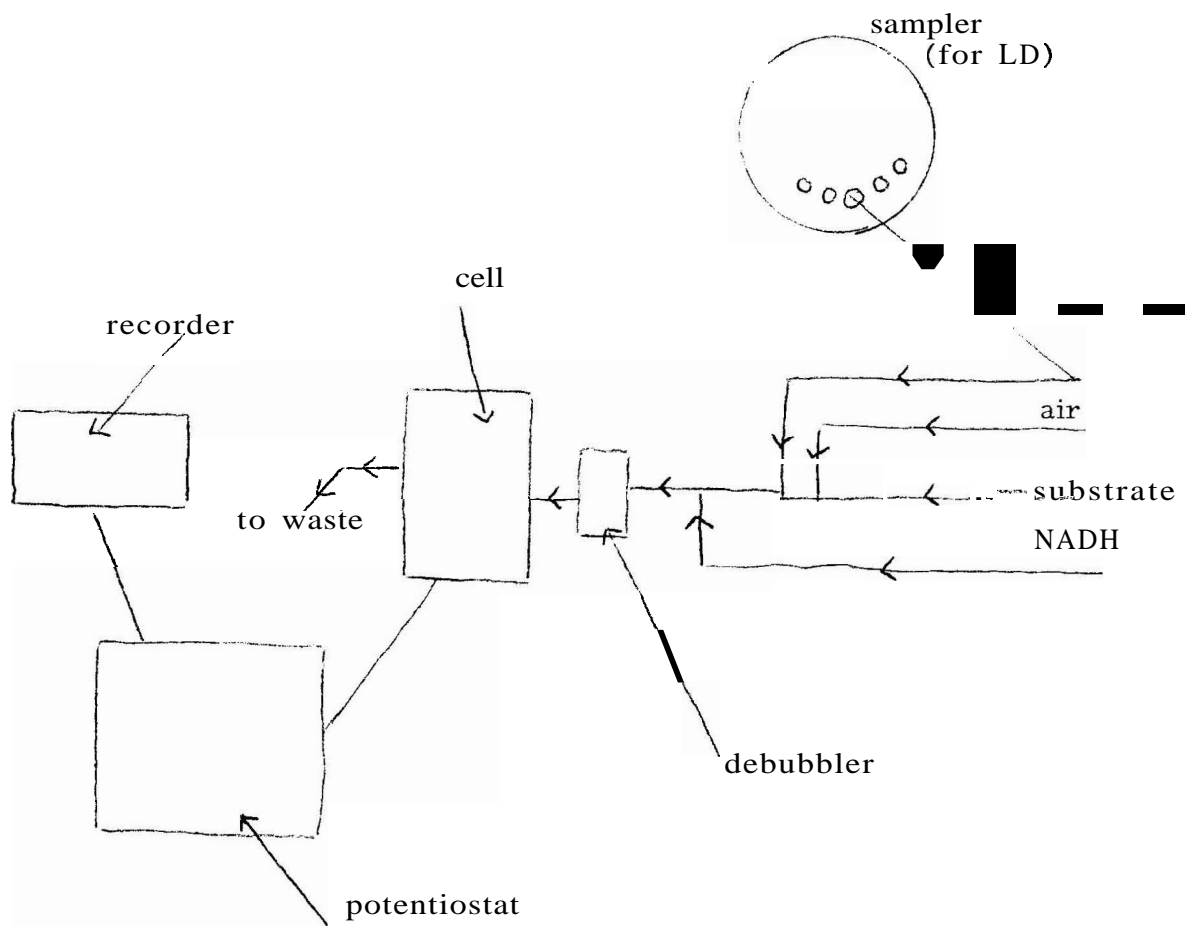 sampler
(for LD)
cell
recorder
air
substrate
to waste
NADH
debubbler
potentiostat